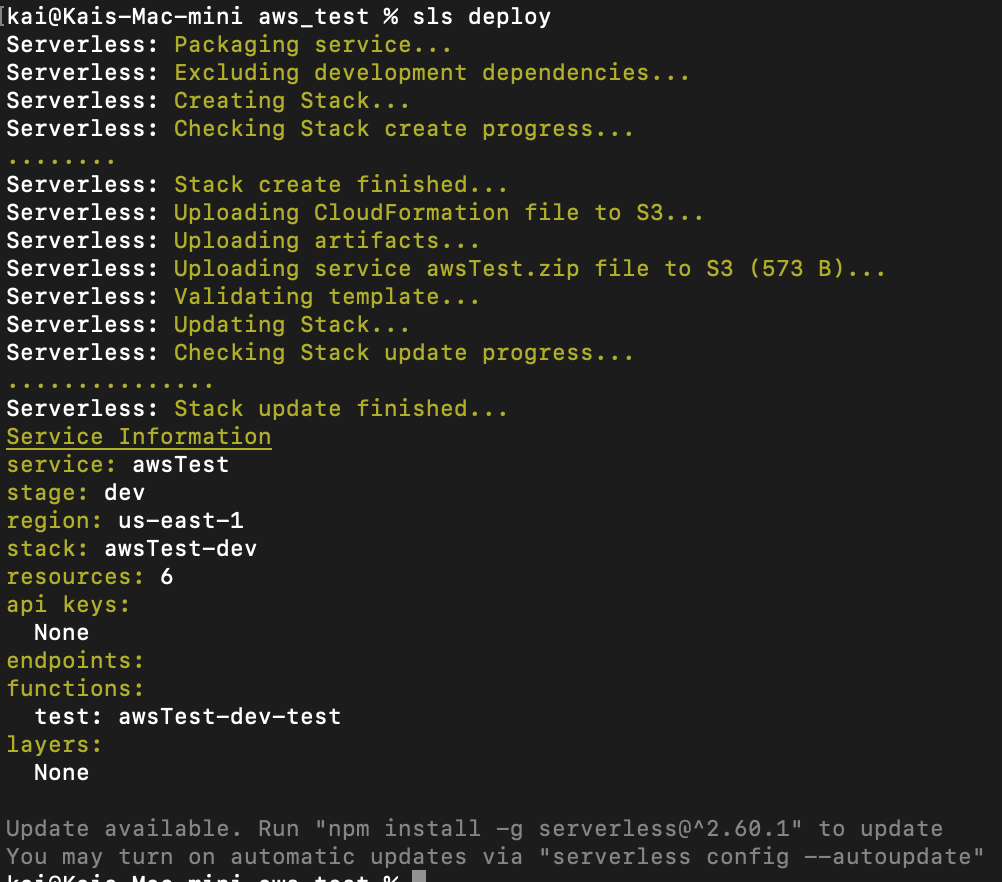 kai@Kais-Mac-mini aws_test % sls deploy
Serverless: Packaging service...
Serverless: Excluding development dependencies...
Serverless: Creating Stack...
Serverless: Checking Stack create progress...
........
Serverless: Stack create finished...
Serverless: Uploading CloudFormation file to S3...
Serverless: Uploading artifacts...
Serverless: Uploading service awsTest.zip file to S3 (573 B)...
Serverless: Validating template...
Serverless: Updating Stack...
Serverless: Checking Stack update progress...
...............
Serverless: Stack update finished...
Service Information
service: awsTest
stage: dev
region: us-east-1
stack: awsTest-dev
resources: 6
api keys:
  None
endpoints:
functions:
  test: awsTest-dev-test
layers:
  None
Update available. Run "npm install -g serverless@^2.60.1" to update
You may turn on automatic updates via "serverless config --autoupdate"
kai@Kais-Mac-mini aws_test %